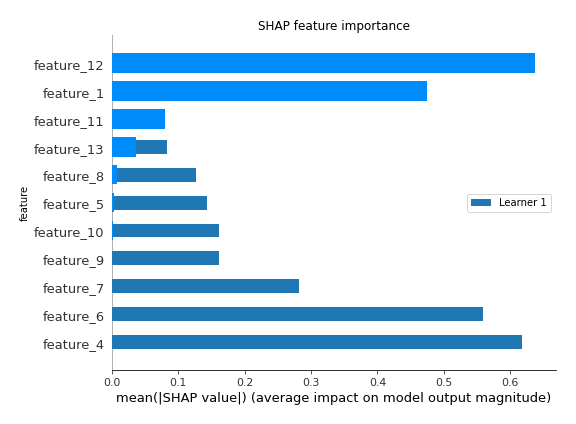 SHAP feature importance
feature_12
feature_1
feature_11
feature_13
feature_8
feature_5
feature_10
feature_9
feature_7
feature_6
feature_4
feature
Learner 1
0.0 0.1 0.2 0.3 0.4 0.5 0.6
mean(|SHAP value|) (average impact on model output magnitude)